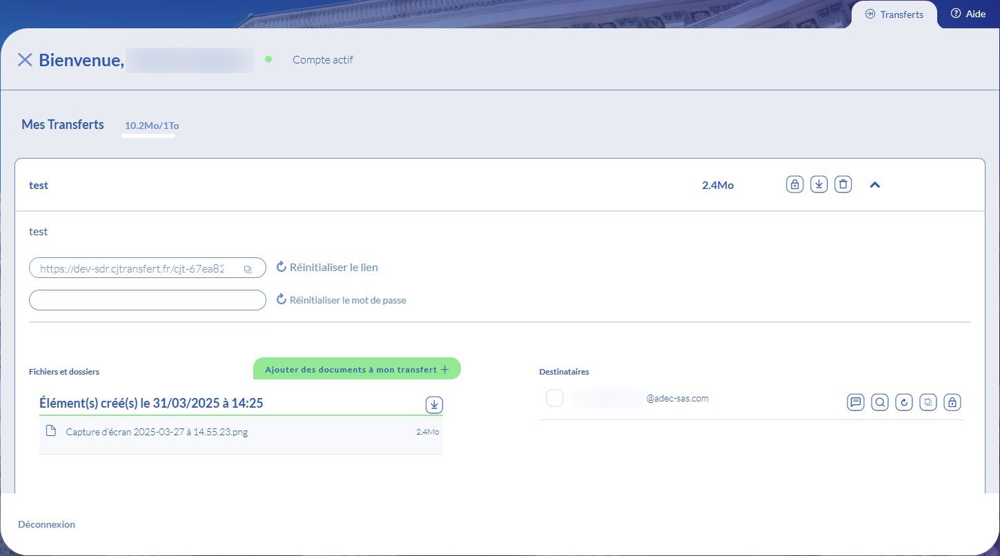 Transferts
Aide
Bienvenue,
Compte actif
Mes Transferts 10.2Mo/1To
test 2.4Mo
test
https://dev-sdr.cjtransfert.fr/cjt-67ea82
Réinitialiser le lien
Réinitialiser le mot de passe
Fichiers et dossiers
Ajouter des documents à mon transfert +
Élément(s) créé(s) le 31/03/2025 à 14:25
Capture d'écran 2025-03-27 à 14.55.23.png 2.4Mo
Destinataires
@adec-sas.com
Déconnexion